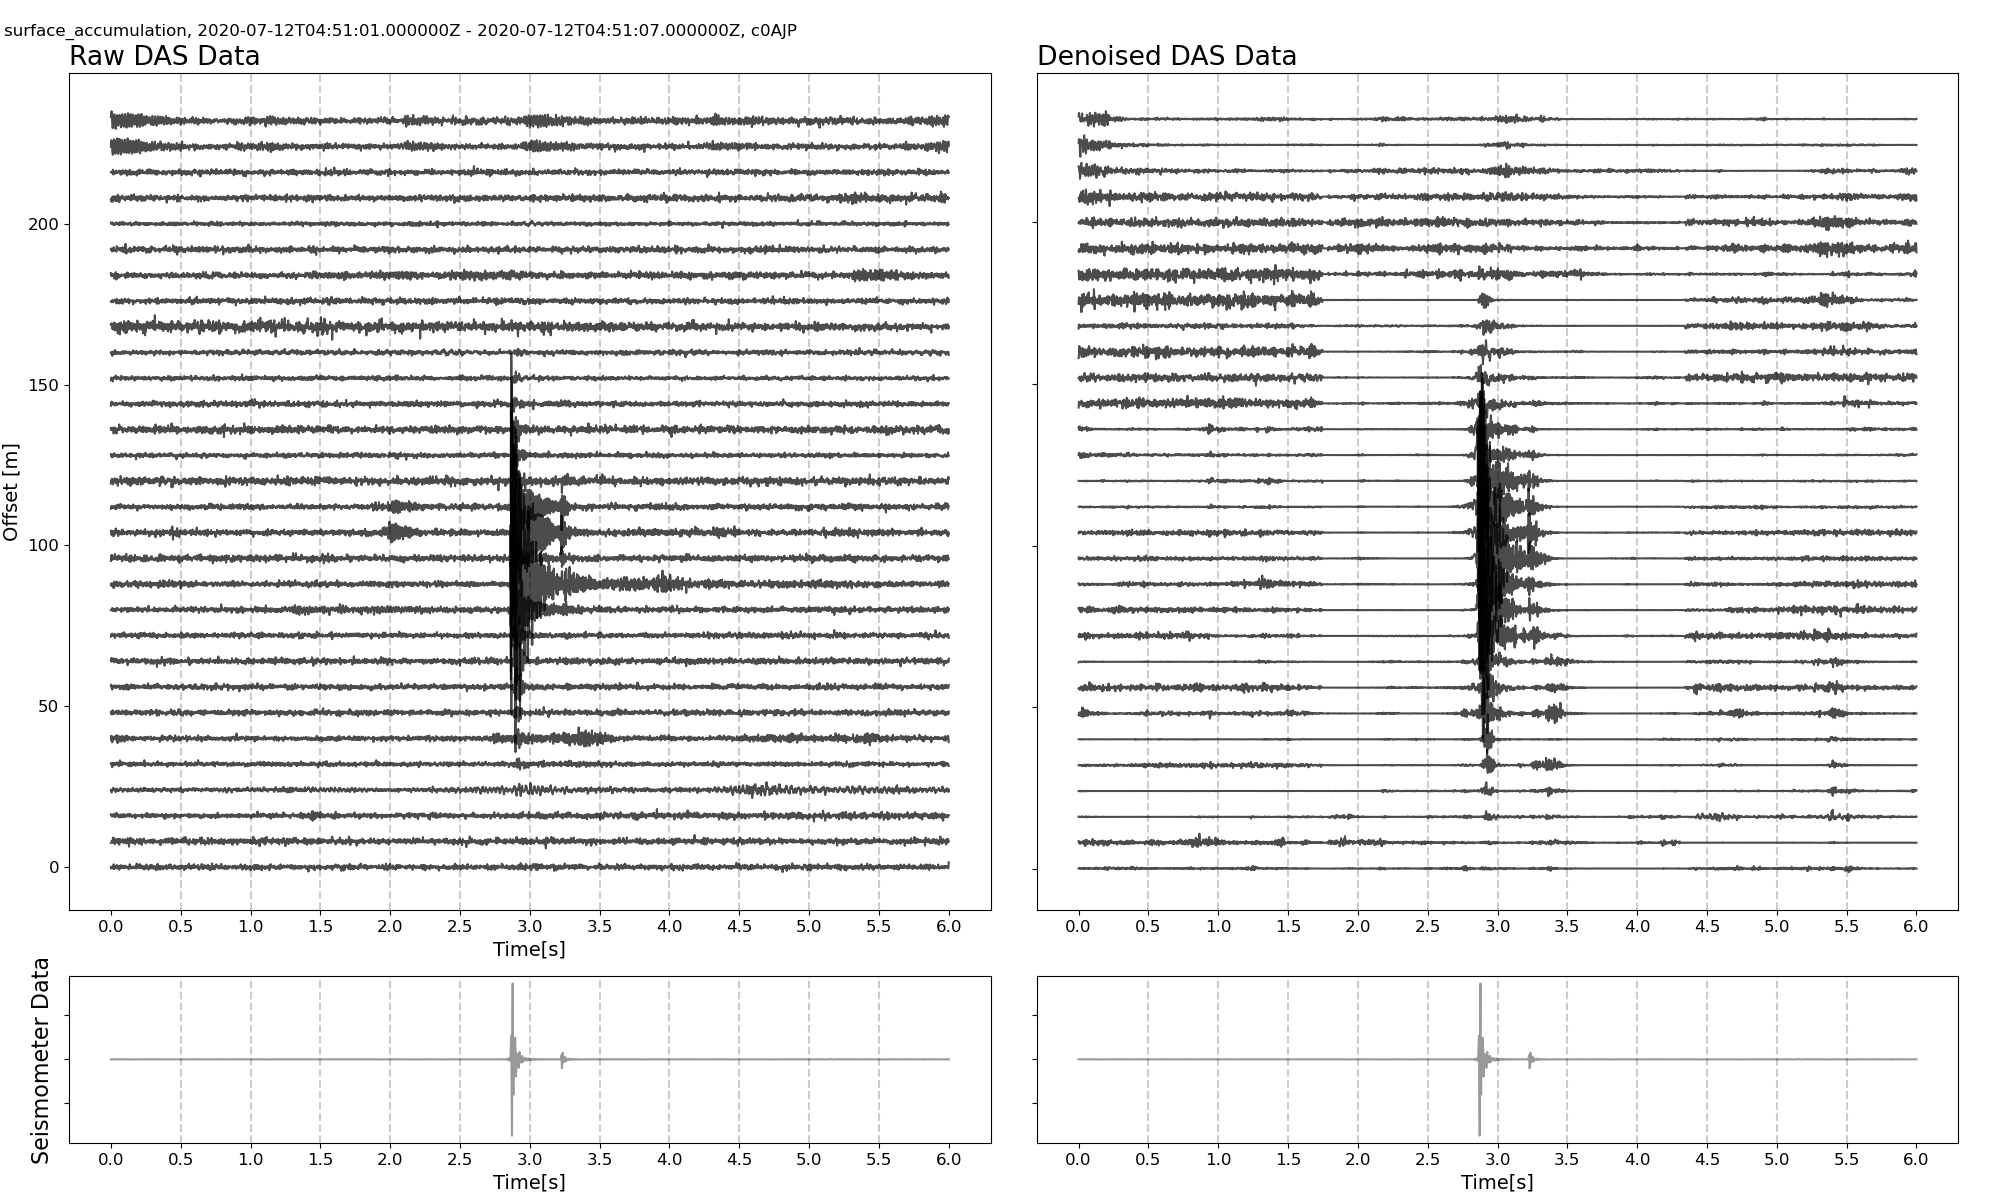 surface_accumulation, 2020-07-12T04:51:01.000000Z - 2020-07-12T04:51:07.000000Z, c0AJP
Raw DAS Data
Denoised DAS Data
Offset [m]
200
150
100
50
0
0.0 0.5 1.0 1.5 2.0 2.5 3.0 3.5 4.0 4.5 5.0 5.5 6.0
Time[s]
0.0 0.5 1.0 1.5 2.0 2.5 3.0 3.5 4.0 4.5 5.0 5.5 6.0
Seismometer Data
0.0 0.5 1.0 1.5 2.0 2.5 3.0 3.5 4.0 4.5 5.0 5.5 6.0
Time[s]
0.0 0.5 1.0 1.5 2.0 2.5 3.0 3.5 4.0 4.5 5.0 5.5 6.0
Time[s]